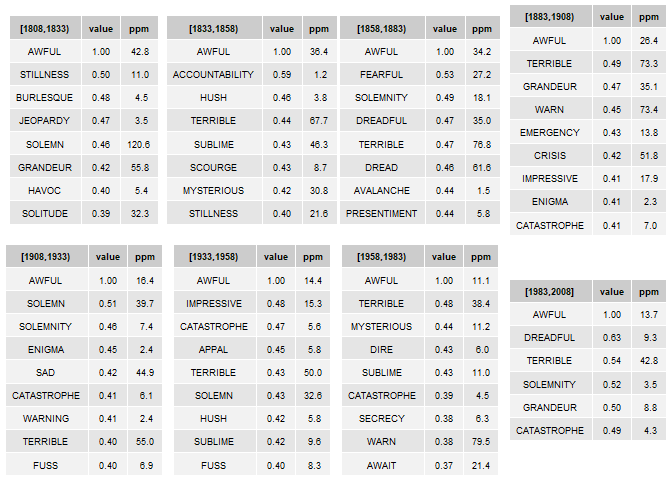 [1808,1833) value ppm
AWFUL 1.00 42.8
STILLNESS 0.50 11.0
BURLESQUE 0.48 4.5
JEOPARDY 0.47 3.5
SOLEMN 0.46 120.6
GRANDEUR 0.42 55.8
HAVOC 0.40 5.4
SOLITUDE 0.39 32.3
[1833,1858) value ppm
AWFUL 1.00 36.4
ACCOUNTABILITY 0.59 1.2
HUSH 0.46 3.8
TERRIBLE 0.44 67.7
SUBLIME 0.43 46.3
SCOURGE 0.43 8.7
MYSTERIOUS 0.42 30.8
STILLNESS 0.40 21.6
[1858,1883) value ppm
AWFUL 1.00 34.2
FEARFUL 0.53 27.2
SOLEMNITY 0.49 18.1
DREADFUL 0.47 35.0
TERRIBLE 0.47 76.8
DREAD 0.46 61.6
AVALANCHE 0.44 1.5
PRESENTIMENT 0.44 5.8
[1883,1908) value ppm
AWFUL 1.00 26.4
TERRIBLE 0.49 73.3
GRANDEUR 0.47 35.1
WARN 0.45 73.4
EMERGENCY 0.43 13.8
CRISIS 0.42 51.8
IMPRESSIVE 0.41 17.9
ENIGMA 0.41 2.3
CATASTROPHE 0.41 7.0
[1908,1933) value ppm
AWFUL 1.00 16.4
SOLEMN 0.51 39.7
SOLEMNITY 0.46 7.4
ENIGMA 0.45 2.4
SAD 0.42 44.9
CATASTROPHE 0.41 6.1
WARNING 0.41 2.4
TERRIBLE 0.40 55.0
FUSS 0.40 6.9
[1933,1958) value ppm
AWFUL 1.00 14.4
IMPRESSIVE 0.48 15.3
CATASTROPHE 0.47 5.6
APPAL 0.45 5.8
TERRIBLE 0.43 50.0
SOLEMN 0.43 32.6
HUSH 0.42 5.8
SUBLIME 0.42 9.6
FUSS 0.40 8.3
[1958,1983) value ppm
AWFUL 1.00 11.1
TERRIBLE 0.48 38.4
MYSTERIOUS 0.44 11.2
DIRE 0.43 6.0
SUBLIME 0.43 11.0
CATASTROPHE 0.39 4.5
SECRECY 0.38 6.3
WARN 0.38 79.5
AWAIT 0.37 21.4
[1983,2008] value ppm
AWFUL 1.00 13.7
DREADFUL 0.63 9.3
TERRIBLE 0.54 42.8
SOLEMNITY 0.52 3.5
GRANDEUR 0.50 8.8
CATASTROPHE 0.49 4.3